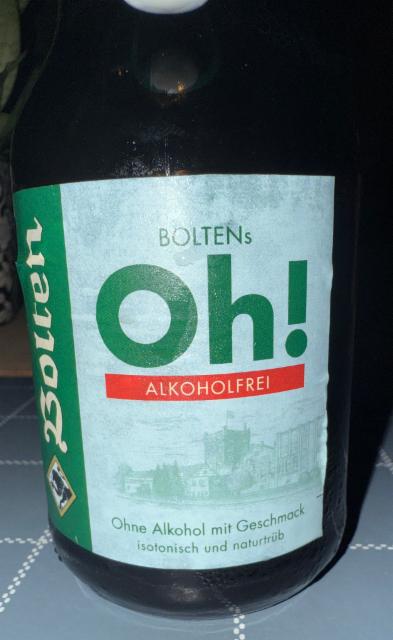 Bolten
BOLTENs
Oh!
ALKOHOLFREI
Ohne Alkohol mit Geschmack
isotonisch und naturtrüb